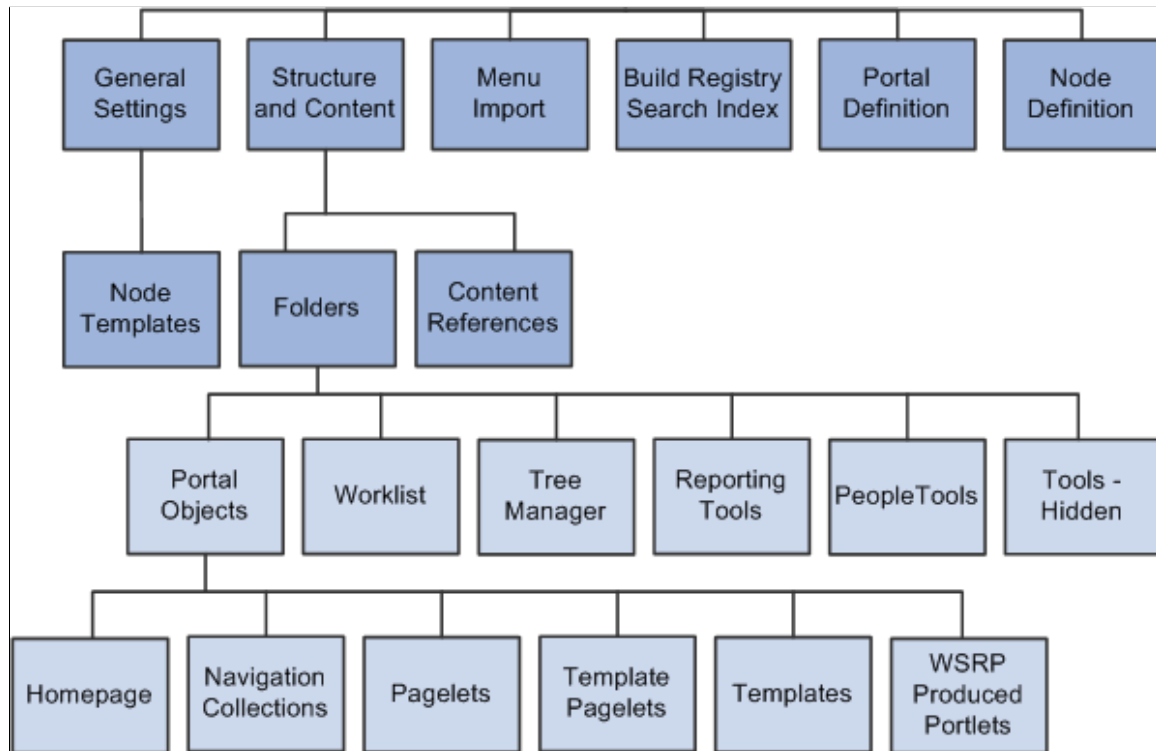 General
Settings
Structure
and Content
Menu
Import
Build Registry
Search Index
Portal
Definition
Node
Definition
Node
Templates
Folders
Content
References
Portal
Objects
Worklist
Tree
Manager
Reporting
Tools
PeopleTools
Tools -
Hidden
Homepage
Navigation
Collections
Pagelets
Template
Pagelets
Templates
WSRP
Produced
Portlets